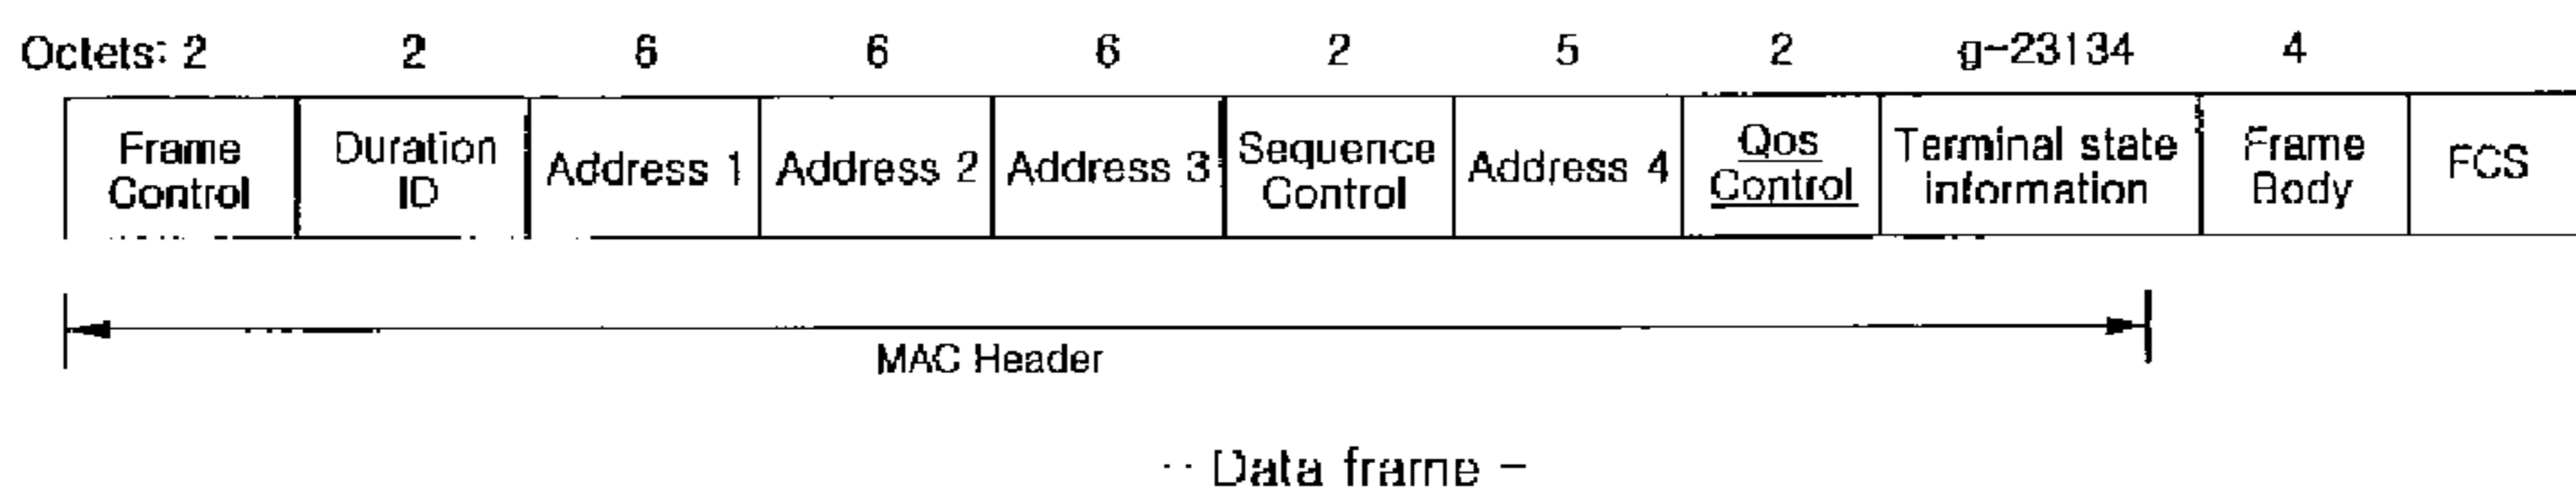 Octets: 2 2 6 6 6 2 5 2 g-23134 4
Frame Control Duration ID Address 1 Address 2 Address 3 Sequence Control Address 4 Qos Control Terminal state information Frame Body FCS
MAC Header
- Data frame -